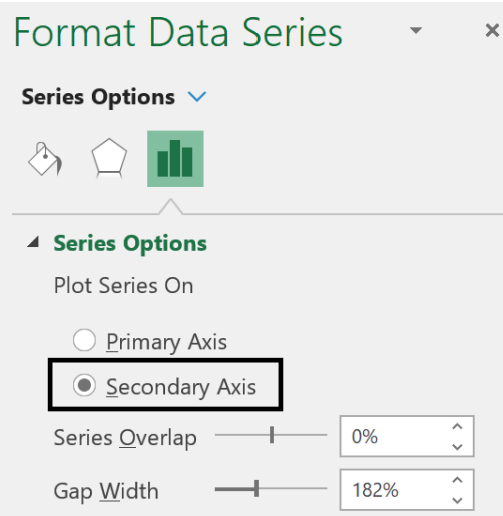 Format Data Series
Series Options
Series Options
Plot Series On
Primary Axis
Secondary Axis
Series Overlap 0%
Gap Width 182%